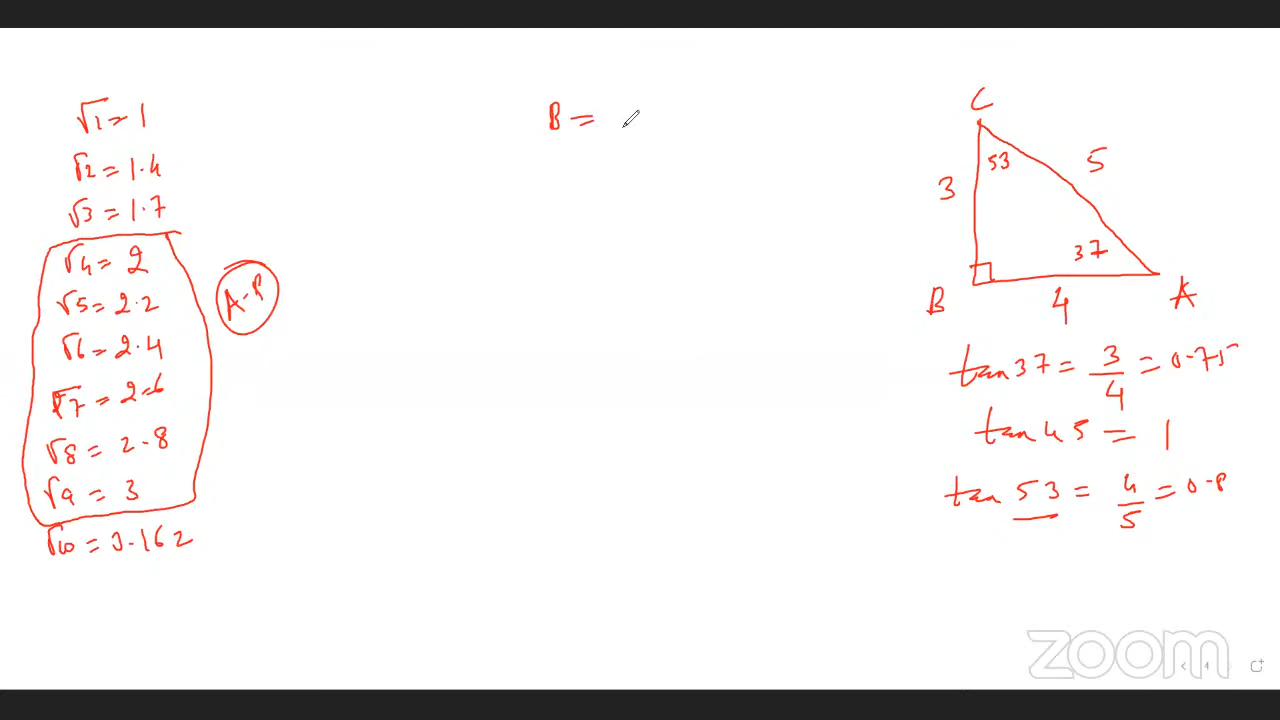 √1 = 1
√2 = 1.4
√3 = 1.7
√4 = 2
√5 = 2.2
√6 = 2.4
√7 = 2.6
√8 = 2.8
√9 = 3
√10 = 3.162
A-P
B =
C
53
5
3
37
B
4
A
tan 37 = 3/4 = 0.75
tan 45 = 1
tan 53 = 4/5 = 0.8
zoom